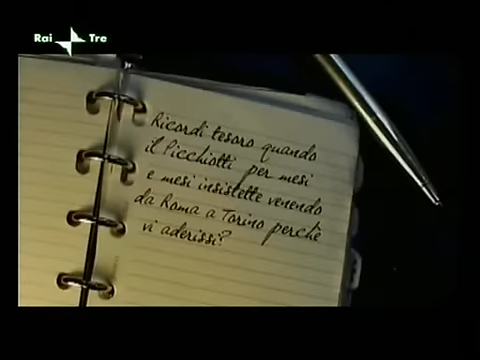 Rai Tre
Ricordi tesoro quando
il Picchiotti per mesi
e mesi insistette venendo
da Roma a Torino perchè
vi aderissi?